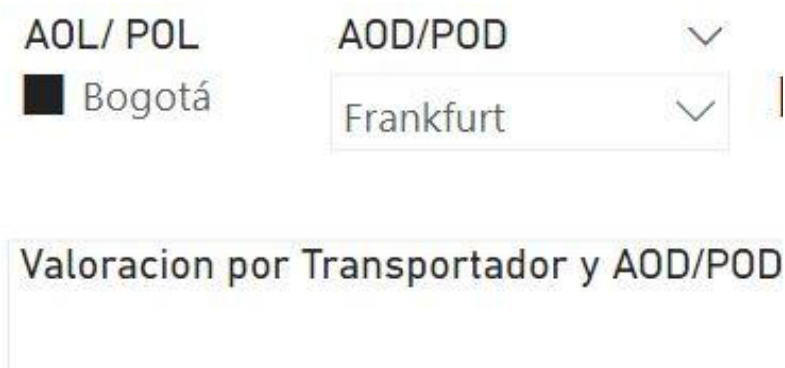 AOL/ POL
AOD/POD
Bogotá
Frankfurt
Valoracion por Transportador y AOD/POD